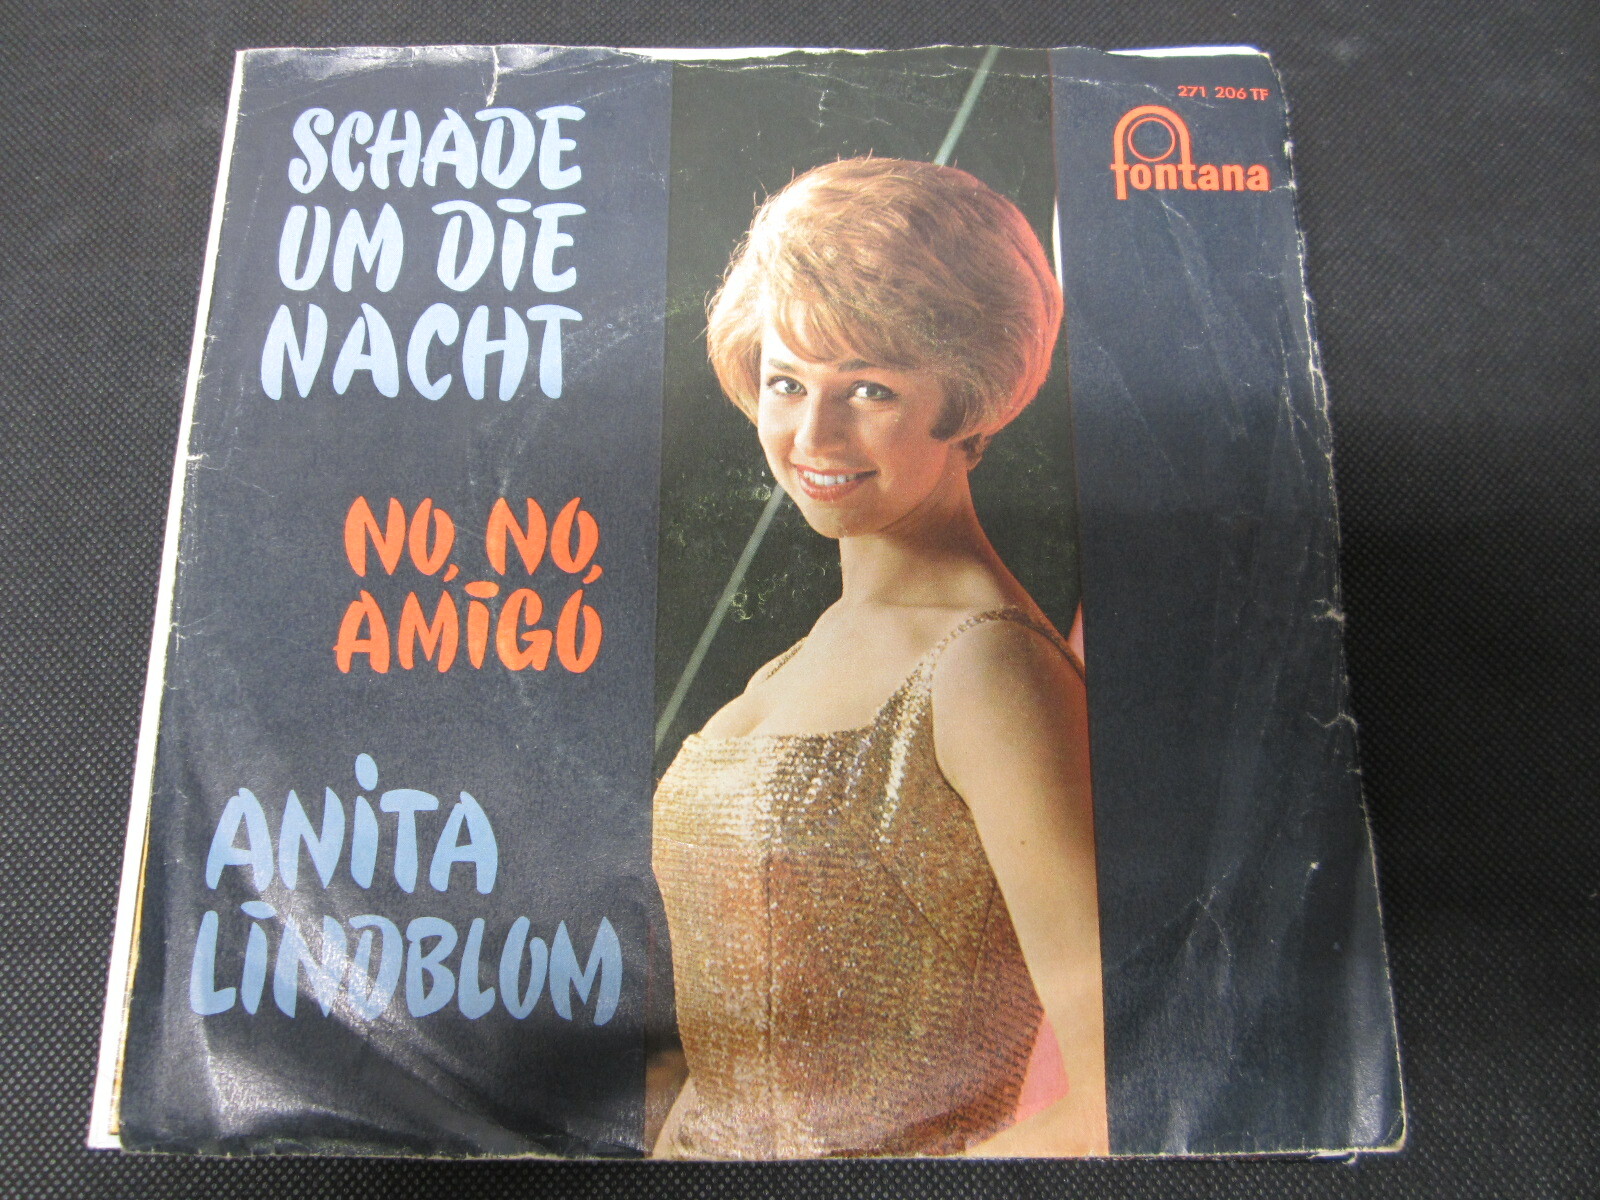 SCHADE
UM DIE
NACHT
NO, NO,
AMIGO
ANITA
LINDBLOM
271 206 TF
fontana